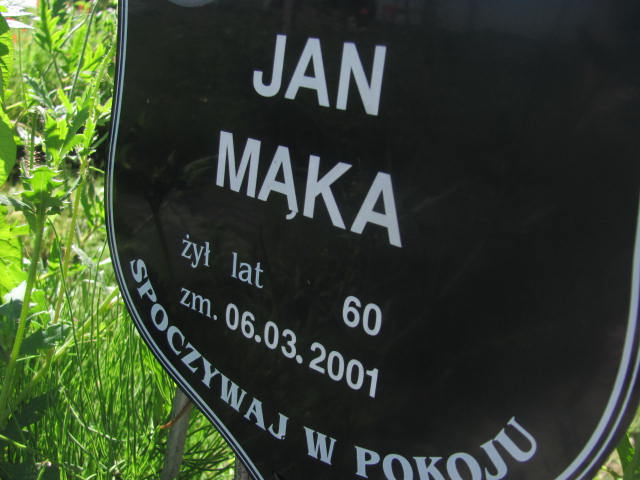 JAN
MĄKA
żył lat 60
zm. 06.03.2001
SPOCZYWAJ W POKOJU